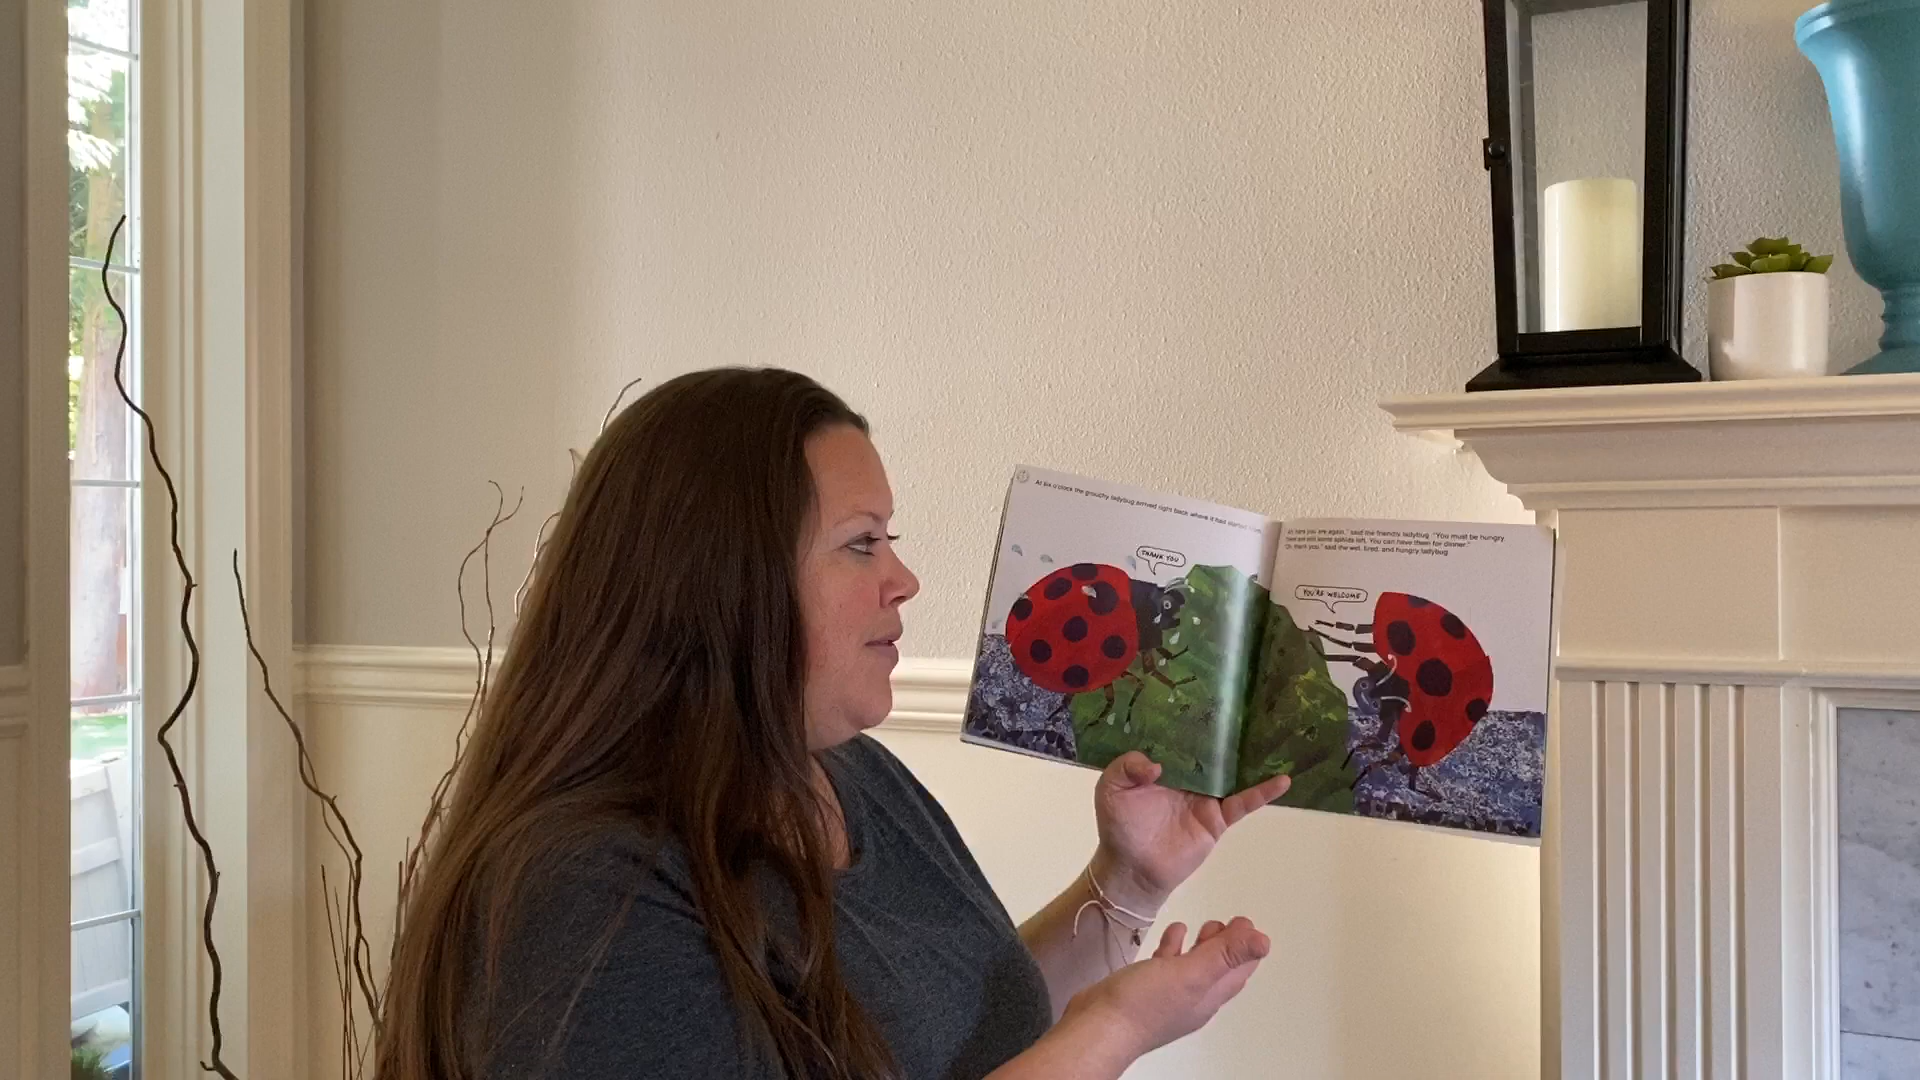 At six o'clock the grouchy ladybug arrived right back where it had started
THANK YOU
you are again," said the friendly ladybug. "You must be hungry.
are still some aphids left. You can have them for dinner."
"Oh, thank you," said the wet, tired, and hungry ladybug.
YOU'RE WELCOME